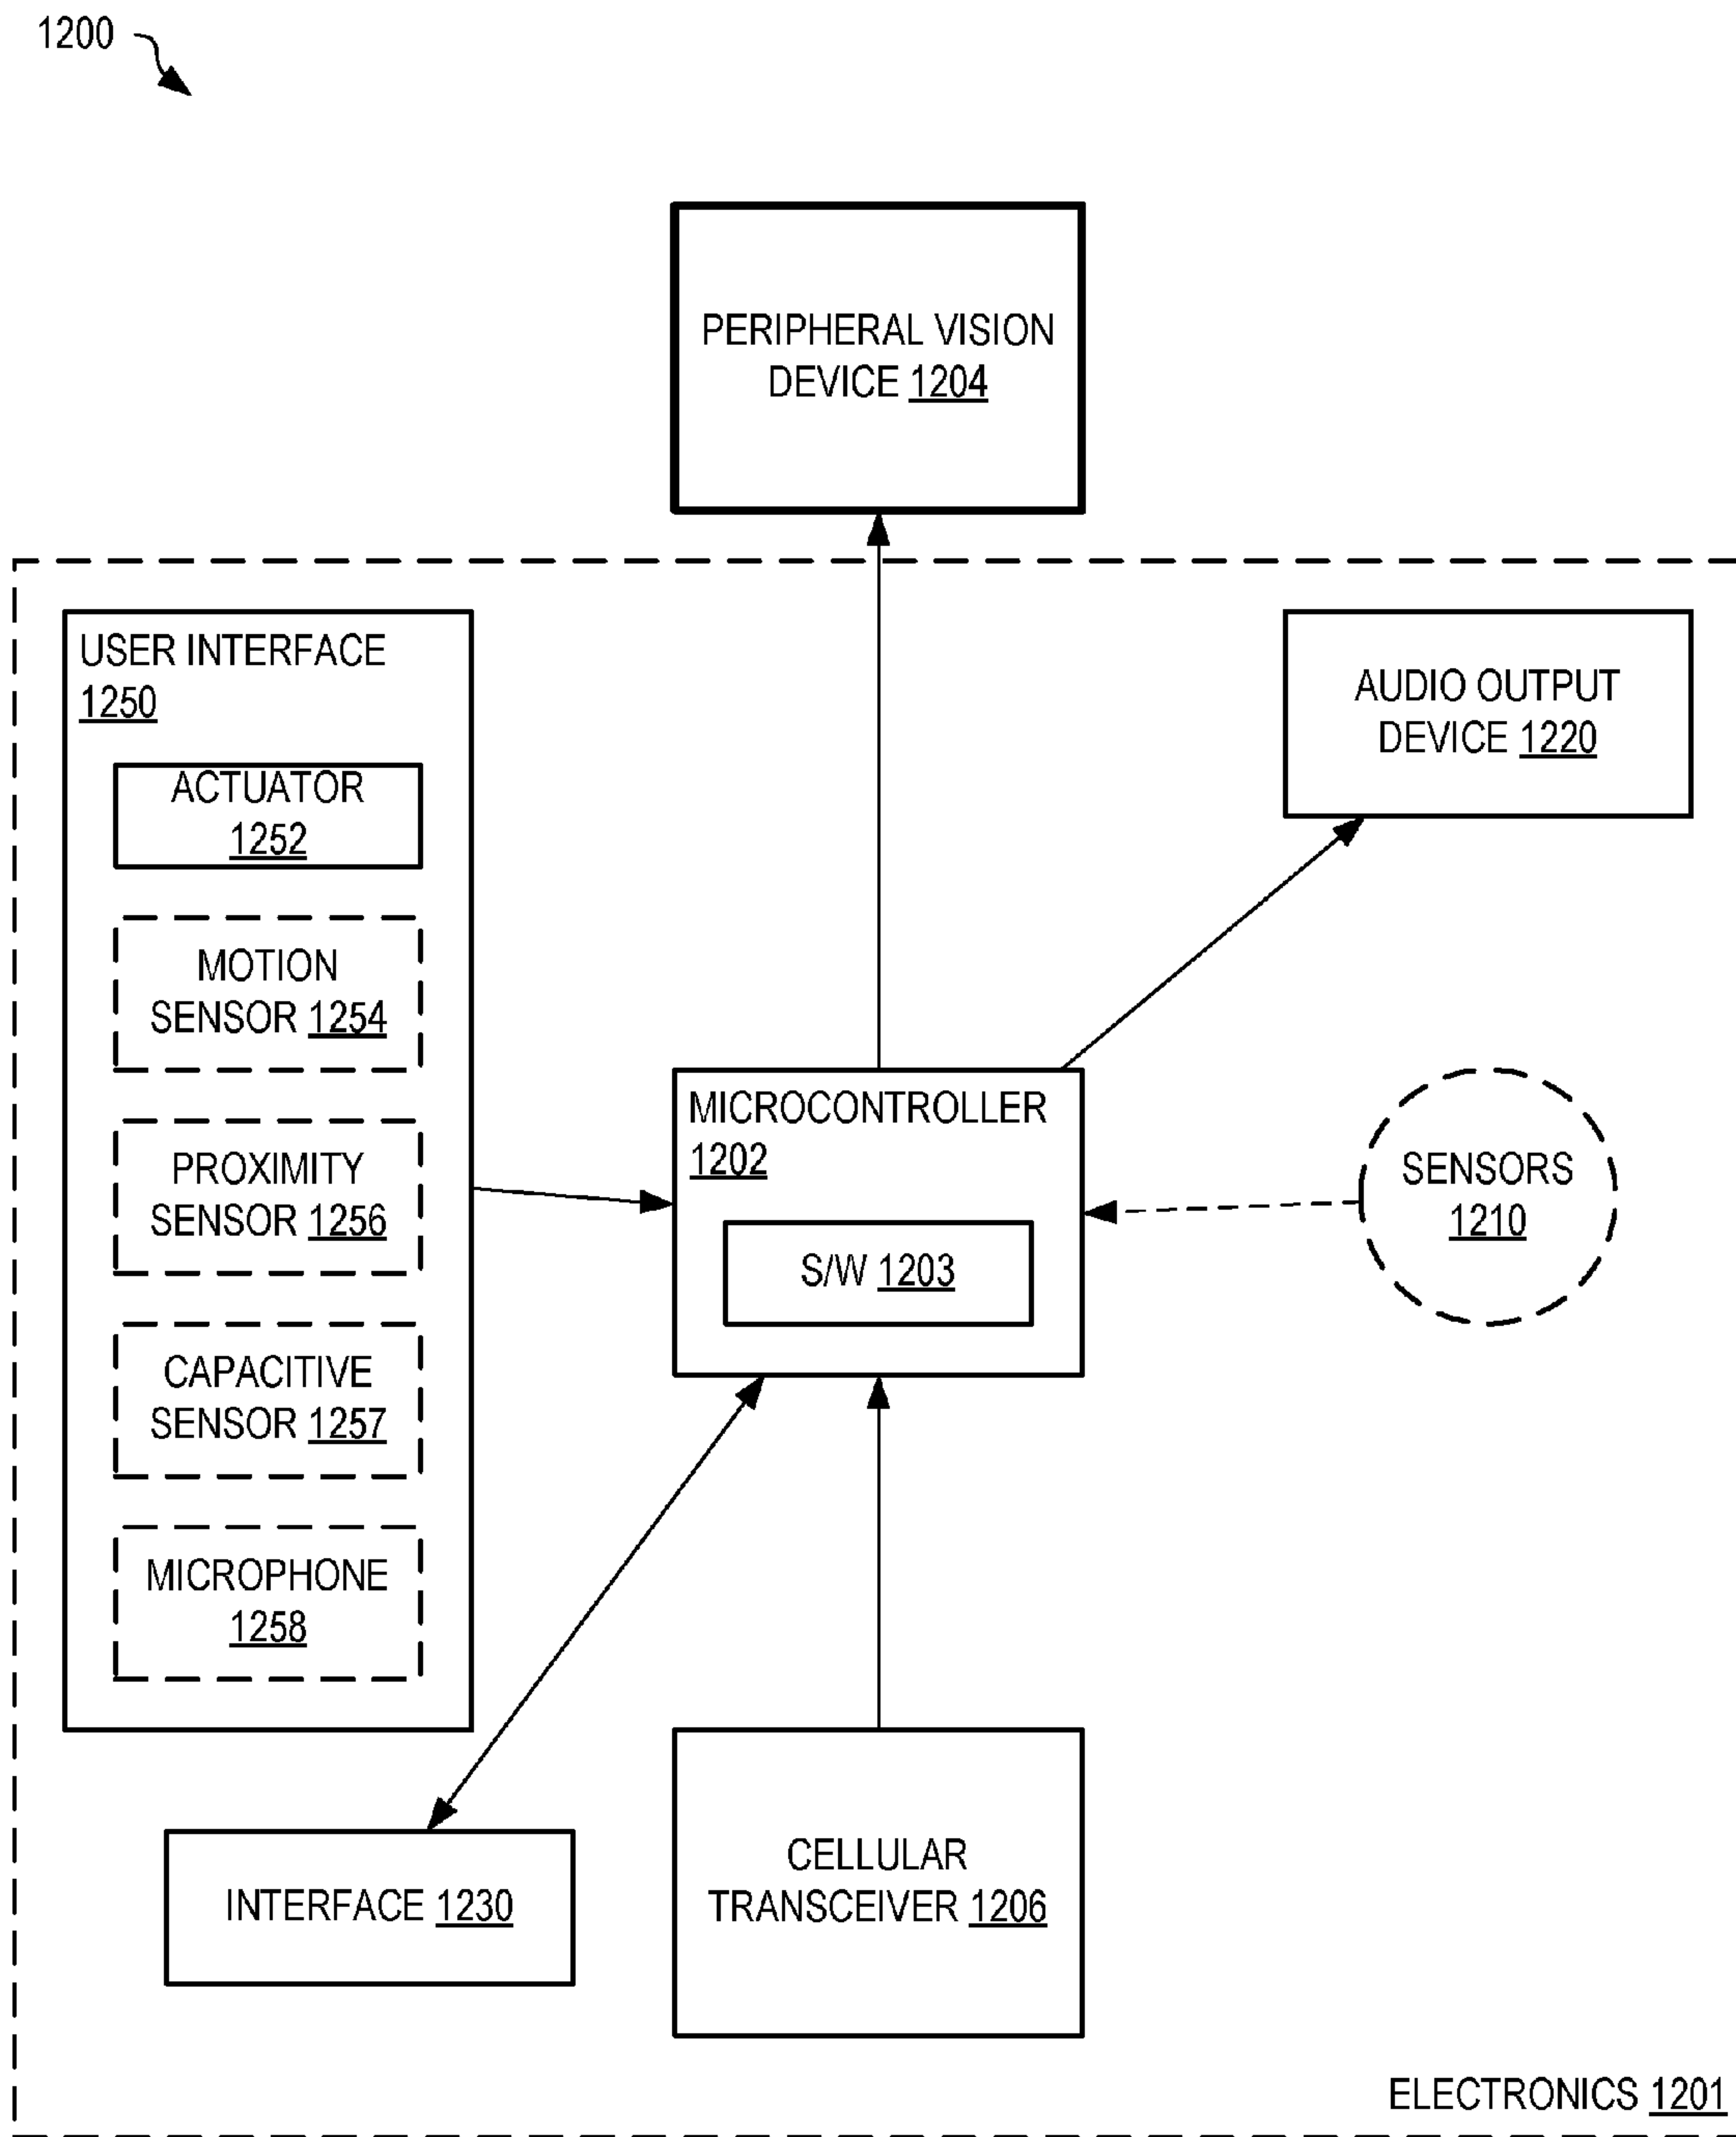 1200
PERIPHERAL VISION
DEVICE 1204
USER INTERFACE
1250
ACTUATOR
1252
MOTION
SENSOR 1254
PROXIMITY
SENSOR 1256
CAPACITIVE
SENSOR 1257
MICROPHONE
1258
AUDIO OUTPUT
DEVICE 1220
MICROCONTROLLER
1202
S/W 1203
SENSORS
1210
INTERFACE 1230
CELLULAR
TRANSCEIVER 1206
ELECTRONICS 1201